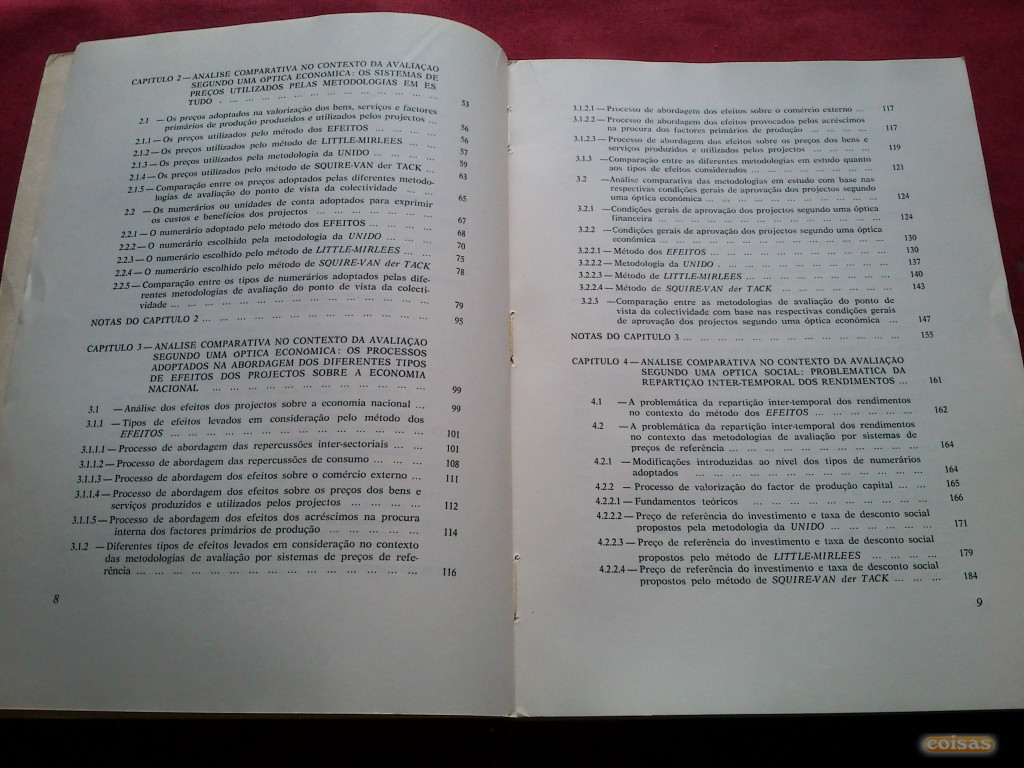 CAPITULO 2 — ANALISE COMPARATIVA NO CONTEXTO DA AVALIAÇAO
SEGUNDO UMA ÓPTICA ECONOMICA: OS SISTEMAS DE
PREÇOS UTILIZADOS PELAS METODOLOGIAS EM ES
TUDO . ... ... ... ... ... ... ... ... ... ... ... 53
2.1 — Os preços adoptados na valorização dos bens, serviços e factores
primários de produção produzidos e utilizados pelos projectos ... 56
2.1.1 — Os preços utilizados pelo método dos EFEITOS ... ... ... ... 56
2.1.2 — Os preços utilizados pelo método de LITTLE-MIRLEES ... ... 57
2.1.3 — Os preços utilizados pela metodologia da UNIDO ... ... ... 59
2.1.4 — Os preços utilizados pelo método de SQUIRE-VAN der TACK ... 63
2.1.5 — Comparação entre os preços adoptados pelas diferentes metodo-
logias de avaliação do ponto de vista da colectividade ... ... 65
2.2 — Os numerários ou unidades de conta adoptados para exprimir
os custos e benefícios dos projectos ... ... ... ... ... ... 67
2.2.1 — O numerário adoptado pelo método dos EFEITOS ... ... ... 68
2.2.2 — O numerário escolhido pela metodologia da UNIDO ... ... ... 70
2.2.3 — O numerário escolhido pelo método de LITTLE-MIRLEES ... ... 75
2.2.4 — O numerário escolhido pelo método de SQUIRE-VAN der TACK 78
2.2.5 — Comparação entre os tipos de numerários adoptados pelas dife-
rentes metodologias de avaliação do ponto de vista da colecti-
vidade ... ... ... ... ... ... ... ... ... ... ... ... 79
NOTAS DO CAPITULO 2 ... ... ... ... ... ... ... ... ... ... 95
CAPÍTULO 3 — ANALISE COMPARATIVA NO CONTEXTO DA AVALIAÇAO
SEGUNDO UMA ÓPTICA ECONOMICA: OS PROCESSOS
ADOPTADOS NA ABORDAGEM DOS DIFERENTES TIPOS
DE EFEITOS DOS PROJECTOS SOBRE A ECONOMIA
NACIONAL ... ... ... ... ... ... ... ... ... ... 99
3.1 — Análise dos efeitos dos projectos sobre a economia nacional ... 99
3.1.1 — Tipos de efeitos levados em consideração pelo método dos
EFEITOS ... ... ... ... ... ... ... ... ... ... ... 101
3.1.1.1 — Processo de abordagem das repercussões inter-sectoriais ... ... 101
3.1.1.2 — Processo de abordagem das repercussões de consumo ... ... ... 108
3.1.1.3 — Processo de abordagem dos efeitos sobre o comércio externo ... 111
3.1.1.4 — Processo de abordagem dos efeitos sobre os preços dos bens e
serviços produzidos e utilizados pelos projectos ... ... ... ... 112
3.1.1.5 — Processo de abordagem dos efeitos dos acréscimos na procura
interna dos factores primários de produção ... ... ... ... ... 114
3.1.2 — Diferentes tipos de efeitos levados em consideração no contexto
das metodologias de avaliação por sistemas de preços de refe-
rência ... ... ... ... ... ... ... ... ... ... ... ... 116
8
3.1.2.1 — Processo de abordagem dos efeitos sobre o comércio externo ... 117
3.1.2.2 — Processo de abordagem dos efeitos provocados pelos acréscimos
na procura dos factores primários de produção ... ... ... ... 117
3.1.2.3 — Processo de abordagem dos efeitos sobre os preços dos bens e
serviços produzidos e utilizados pelos projectos ... ... ... ... 119
3.1.3 — Comparação entre as diferentes metodologias em estudo quanto
aos tipos de efeitos considerados ... ... ... ... ... ... ... 121
3.2 — Análise comparativa das metodologias em estudo com base nas
respectivas condições gerais de aprovação dos projectos segundo
uma óptica económica ... ... ... ... ... ... ... ... ... 124
3.2.1 — Condições gerais de aprovação dos projectos segundo uma óptica
financeira ... ... ... ... ... ... ... ... ... ... ... 124
3.2.2 — Condições gerais de aprovação dos projectos segundo uma óptica
económica ... ... ... ... ... ... ... ... ... ... ... 130
3.2.2.1 — Método dos EFEITOS ... ... ... ... ... ... ... ... 130
3.2.2.2 — Metodologia da UNIDO . ... ... ... ... ... ... ... ... 137
3.2.2.3 — Método de LITTLE-MIRLEES ... ... ... ... ... ... ... 140
3.2.2.4 — Método de SQUIRE-VAN der TACK ... ... ... ... ... ... 143
3.2.3 — Comparação entre as metodologias de avaliação do ponto de
vista da colectividade com base nas respectivas condições gerais
de aprovação dos projectos segundo uma óptica económica ... 147
NOTAS DO CAPITULO 3 ... ... ... ... ... ... ... ... ... ... 155
CAPITULO 4 — ANALISE COMPARATIVA NO CONTEXTO DA AVALIAÇAO
SEGUNDO UMA ÓPTICA SOCIAL: PROBLEMATICA DA
REPARTIÇAO INTER-TEMPORAL DOS RENDIMENTOS ... 161
4.1 — A problemática da repartição inter-temporal dos rendimentos
no contexto do método dos EFEITOS ... ... ... ... ... ... 162
4.2 — A problemática da repartição inter-temporal dos rendimentos
no contexto das metodologias de avaliação por sistemas de
preços de referência ... ... ... ... ... ... ... ... ... ... 164
4.2.1 — Modificações introduzidas ao nível dos tipos de numerários
adoptados ... ... ... ... ... ... ... ... ... ... ... 164
4.2.2 — Processo de valorização do factor de produção capital ... ... 165
4.2.2.1 — Fundamentos teóricos ... ... ... ... ... ... ... ... ... 166
4.2.2.2 — Preço de referência do investimento e taxa de desconto social
propostos pela metodologia da UNIDO ... ... ... ... ... ... 171
4.2.2.3 — Preço de referência do investimento e taxa de desconto social
propostos pelo método de LITTLE-MIRLEES ... ... ... ... 179
4.2.2.4 — Preço de referência do investimento e taxa de desconto social
propostos pelo método de SQUIRE-VAN der TACK ... ... ... 184
9
coisas